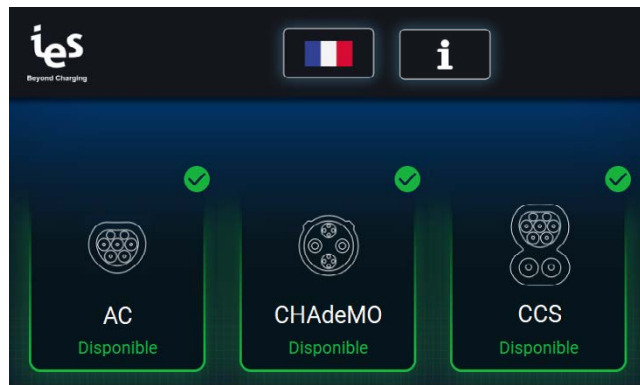 ies
Beyond Charging
i
AC
Disponible
CHAdeMO
Disponible
CCS
Disponible